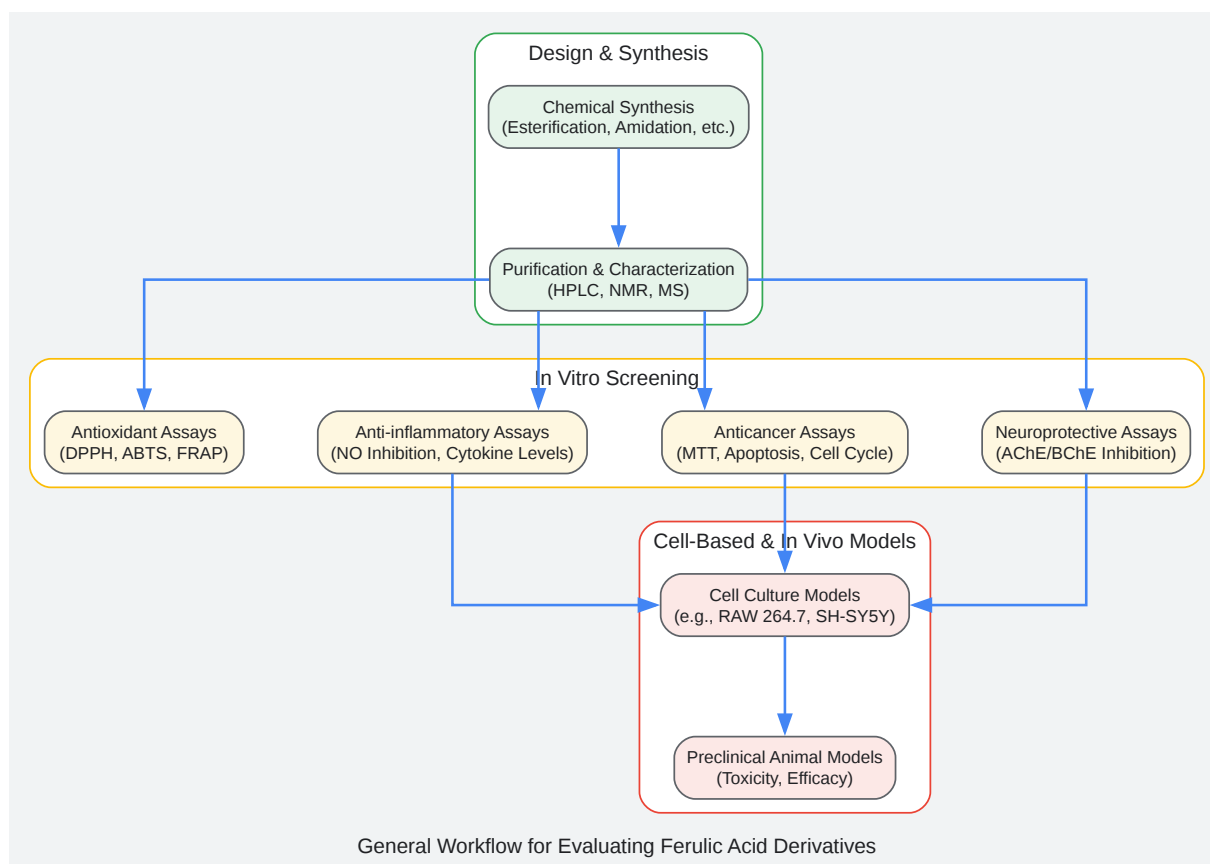 Design & Synthesis
Chemical Synthesis
(Esterification, Amidation, etc.)
Purification & Characterization
(HPLC, NMR, MS)
In Vitro Screening
Antioxidant Assays
(DPPH, ABTS, FRAP)
Anti-inflammatory Assays
(NO Inhibition, Cytokine Levels)
Anticancer Assays
(MTT, Apoptosis, Cell Cycle)
Neuroprotective Assays
(AChE/BChE Inhibition)
Cell-Based & In Vivo Models
Cell Culture Models
(e.g., RAW 264.7, SH-SY5Y)
Preclinical Animal Models
(Toxicity, Efficacy)
General Workflow for Evaluating Ferulic Acid Derivatives